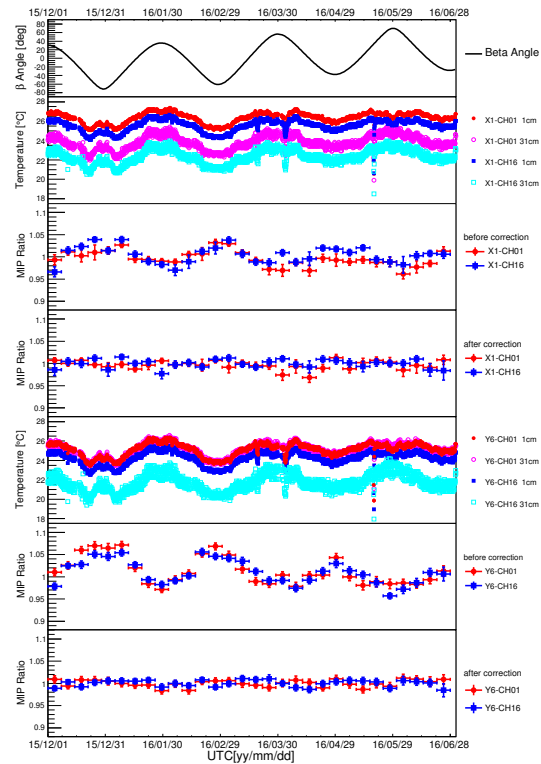 15/12/01 15/12/31 16/01/30 16/02/29 16/03/30 16/04/29 16/05/29 16/06/28
β Angle [deg]
80
60
40
20
0
-20
-40
-60
-80
Beta Angle
Temperature [°C]
28
26
24
22
20
18
X1-CH01 1cm
X1-CH01 31cm
X1-CH16 1cm
X1-CH16 31cm
MIP Ratio
1.1
1.05
1
0.95
0.9
before correction
X1-CH01
X1-CH16
MIP Ratio
1.1
1.05
1
0.95
0.9
after correction
X1-CH01
X1-CH16
Temperature [°C]
28
26
24
22
20
18
Y6-CH01 1cm
Y6-CH01 31cm
Y6-CH16 1cm
Y6-CH16 31cm
MIP Ratio
1.1
1.05
1
0.95
0.9
before correction
Y6-CH01
Y6-CH16
MIP Ratio
1.1
1.05
1
0.95
0.9
after correction
Y6-CH01
Y6-CH16
15/12/01 15/12/31 16/01/30 16/02/29 16/03/30 16/04/29 16/05/29 16/06/28
UTC[yy/mm/dd]